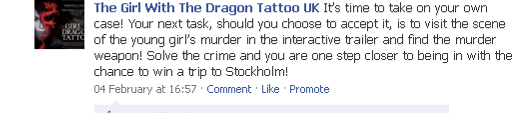 The Girl With The Dragon Tattoo UK It's time to take on your own
case! Your next task, should you choose to accept it, is to visit the scene
of the young girl's murder in the interactive trailer and find the murder
weapon! Solve the crime and you are one step closer to being in with the
chance to win a trip to Stockholm!
04 February at 16:57 · Comment · Like · Promote
GIRL
DRAGON